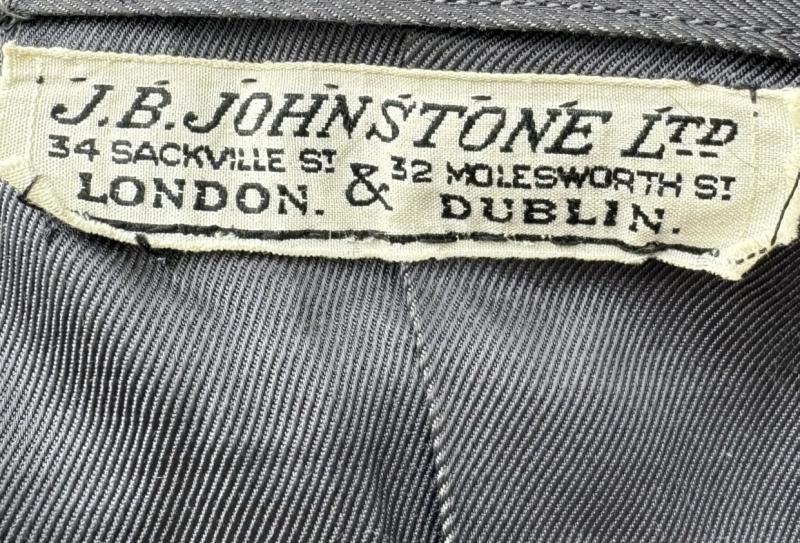 J.B. JOHNSTONE LTD
34 SACKVILLE ST & 32 MOLESWORTH ST
LONDON. DUBLIN.